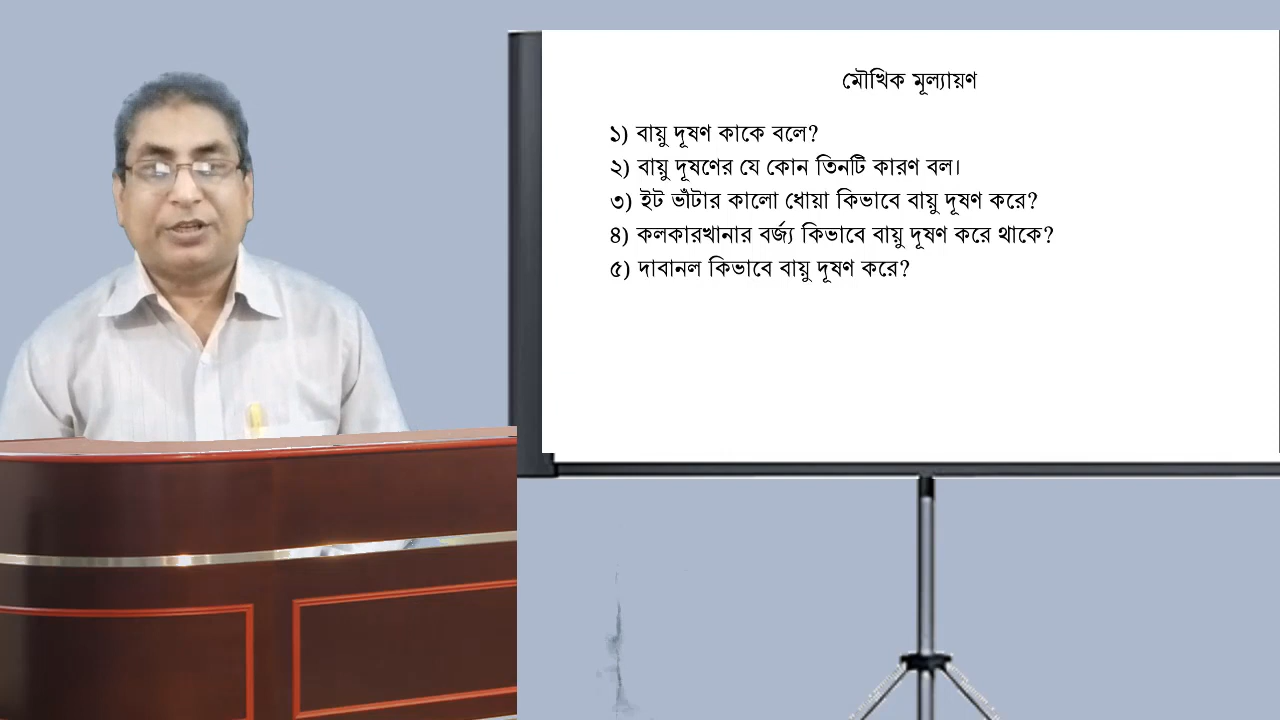 মৌখিক মূল্যায়ণ
১) বায়ু দূষণ কাকে বলে?
২) বায়ু দূষণের যে কোন তিনটি কারণ বল।
৩) ইট ভাঁটার কালো ধোয়া কিভাবে বায়ু দূষণ করে?
৪) কলকারখানার বর্জ্য কিভাবে বায়ু দূষণ করে থাকে?
৫) দাবানল কিভাবে বায়ু দূষণ করে?